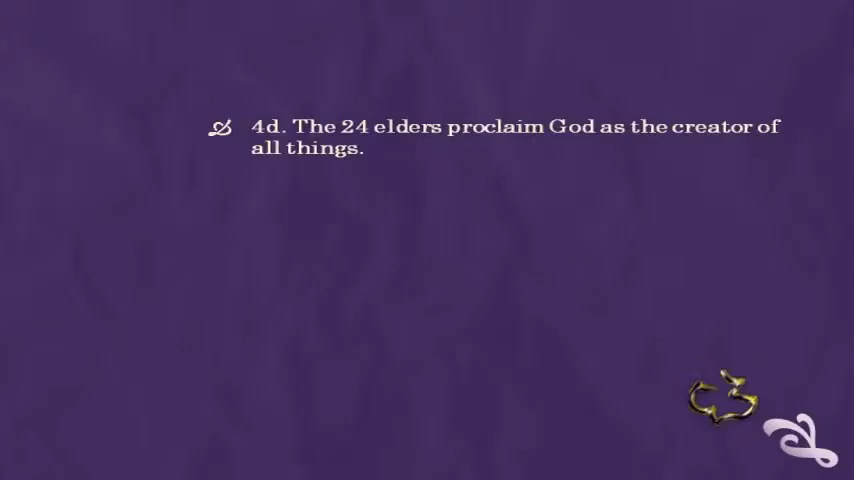 4d. The 24 elders proclaim God as the creator of
all things.